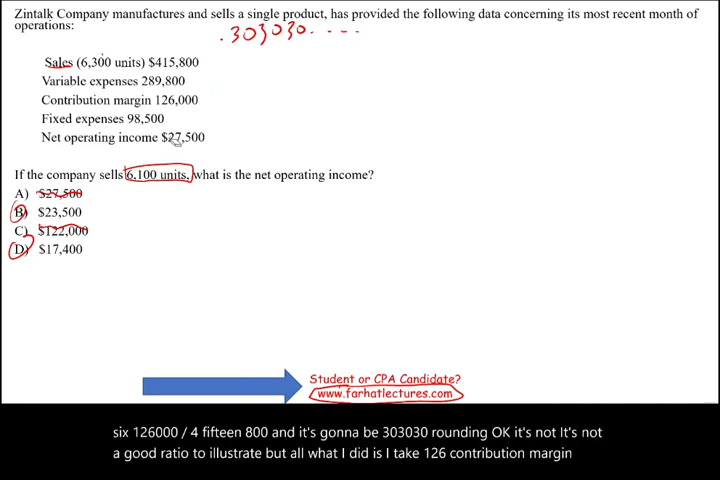 Zintalk Company manufactures and sells a single product, has provided the following data concerning its most recent month of
operations:
.303030.....
Sales (6,300 units) $415,800
Variable expenses 289,800
Contribution margin 126,000
Fixed expenses 98,500
Net operating income $27,500
If the company sells 6,100 units, what is the net operating income?
A) $27,500
B) $23,500
C) $122,000
D) $17,400
Student or CPA Candidate?
www.farhatlectures.com
six 126000 / 4 fifteen 800 and it's gonna be 303030 rounding OK it's not It's not
a good ratio to illustrate but all what I did is I take 126 contribution margin